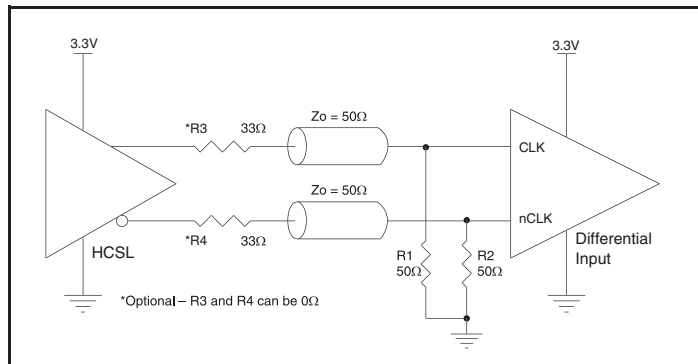 3.3V
3.3V
*R3
33Ω
Zo = 50Ω
CLK
Zo = 50Ω
nCLK
*R4
33Ω
HCSL
R1
50Ω
R2
50Ω
Differential
Input
*Optional – R3 and R4 can be 0Ω